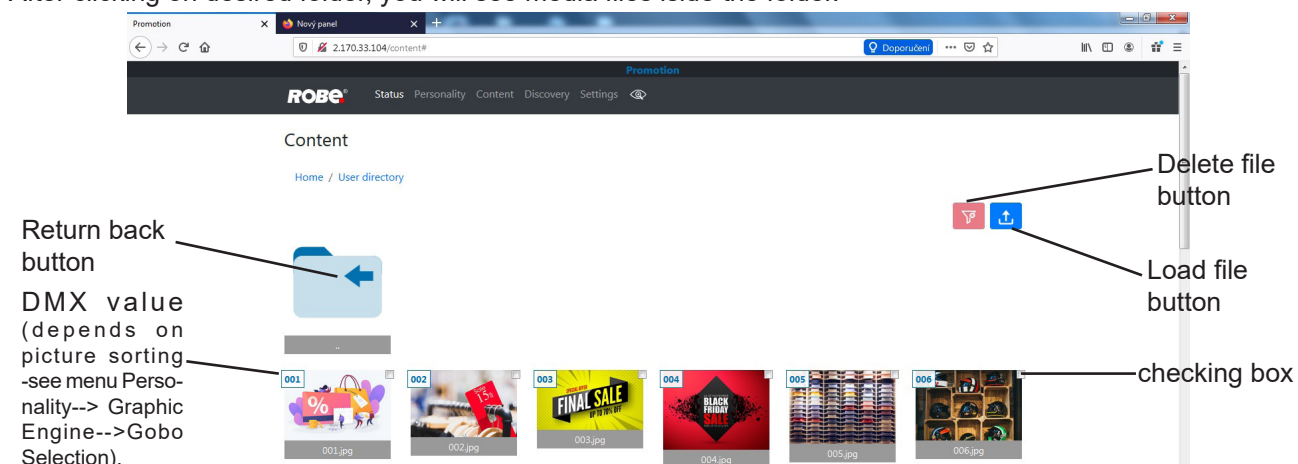 After clicking on desired folder, you will see media files iside the folder.
Promotion
Nový panel
2.170.33.104/content#
Doporučení
Promotion
ROBE®
Status Personality Content Discovery Settings
Content
Home / User directory
Delete file
button
Return back
button
Load file
button
DMX value
(depends on
picture sorting
-see menu Perso-
nality--> Graphic
Engine-->Gobo
Selection).
..
checking box
001
002
003
004
005
006
%
15%
SPECIAL OFFER
FINAL SALE
UP TO 70% OFF
BLACK
FRIDAY
SALE
001.jpg
002.jpg
003.jpg
004.jpg
005.jpg
006.jpg